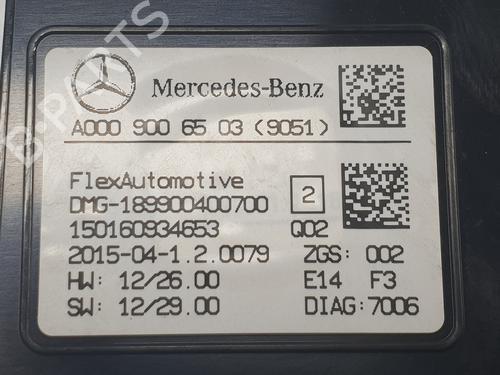 Mercedes-Benz
A000 900 65 03 (9051)
FlexAutomotive
DMG-189900400700
2
150160934653 Q02
2015-04-1.2.0079 ZGS: 002
HW: 12/26.00 E14 F3
SW: 12/29.00 DIAG:7006
B-PARTS